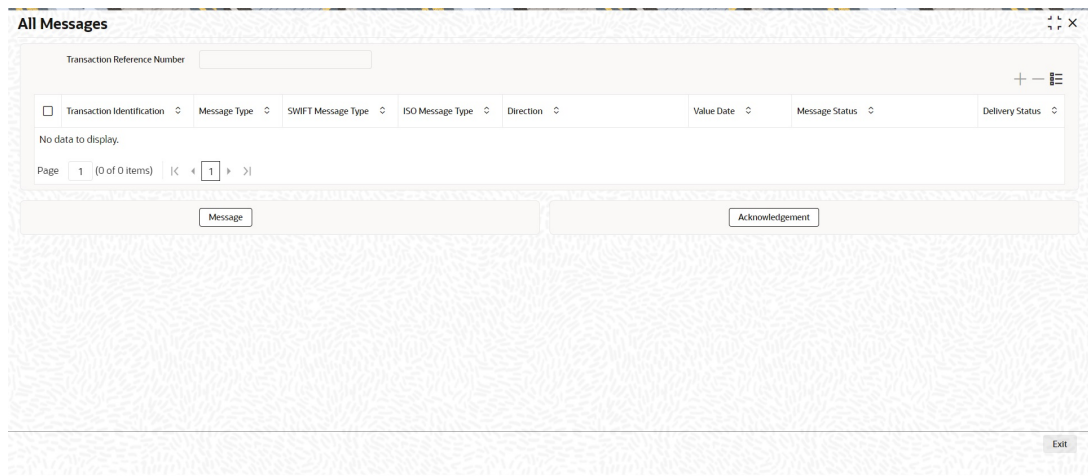 All Messages
Transaction Reference Number
Transaction Identification Message Type SWIFT Message Type ISO Message Type Direction Value Date Message Status Delivery Status
No data to display.
Page 1 (0 of 0 items) 1
Message Acknowledgement
Exit